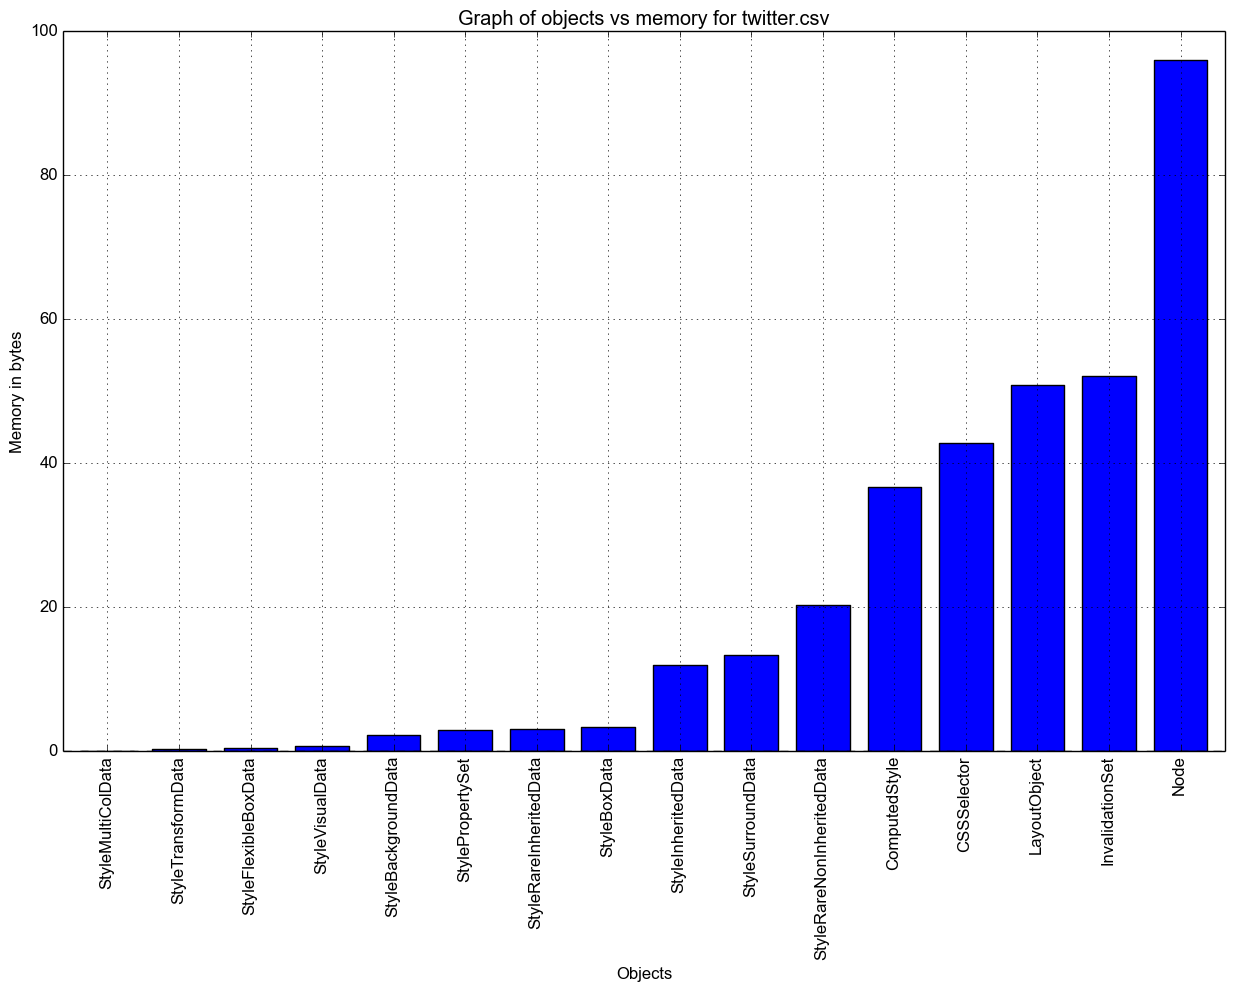 Graph of objects vs memory for twitter.csv
100
80
60
40
20
0
Memory in bytes
StyleMultiColData
StyleTransformData
StyleFlexibleBoxData
StyleVisualData
StyleBackgroundData
StylePropertySet
StyleRareInheritedData
StyleBoxData
StyleInheritedData
StyleSurroundData
StyleRareNonInheritedData
ComputedStyle
CSSSelector
LayoutObject
InvalidationSet
Node
Objects